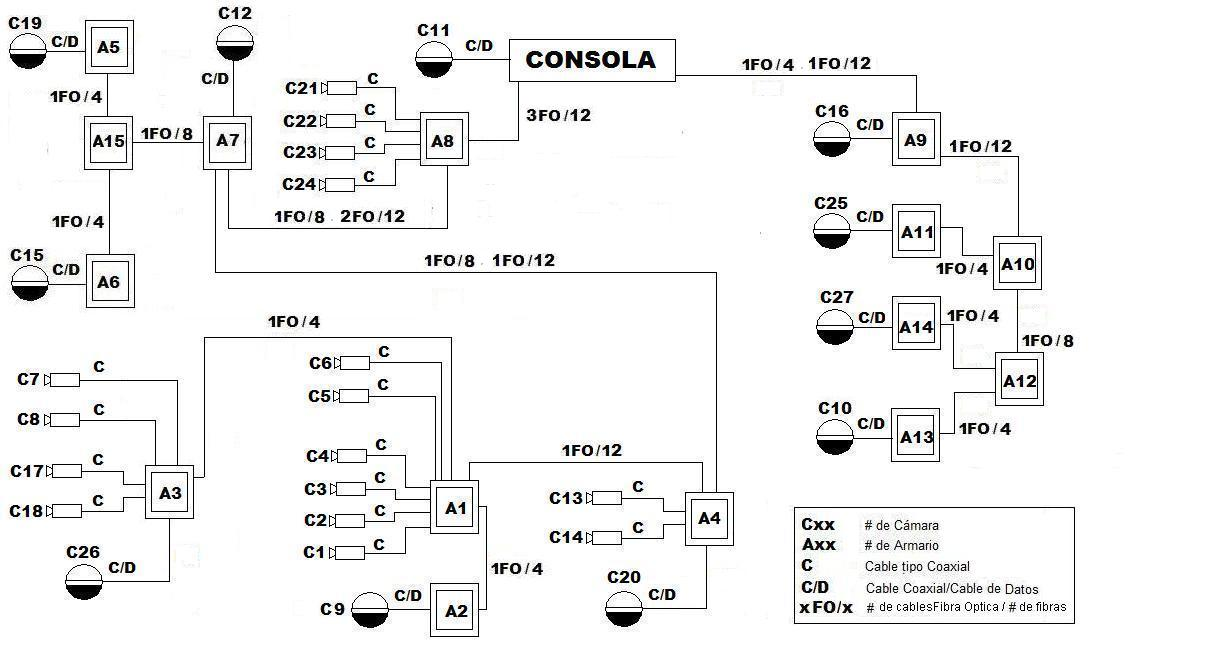 C19
C/D
A5
C12
C/D
C11
C/D
CONSOLA
1FO/4 1FO/12
1FO/4
A15
1FO/8
A7
C21
C
C22
C
C23
C
C24
C
A8
3FO/12
C16
C/D
A9
1FO/12
1FO/4
1FO/8 2FO/12
C25
C/D
A11
1FO/4
A10
C15
C/D
A6
1FO/8 1FO/12
C27
C/D
A14
1FO/4
1FO/8
A12
C10
C/D
A13
1FO/4
1FO/4
C7
C
C8
C
C17
C
C18
C
A3
C26
C/D
C6
C
C5
C
C4
C
C3
C
C2
C
C1
C
A1
1FO/12
1FO/4
C9
C/D
A2
C13
C
C14
C
A4
C20
C/D
Cxx # de Cámara
Axx # de Armario
C Cable tipo Coaxial
C/D Cable Coaxial/Cable de Datos
xFO/x # de cablesFibra Optica / # de fibras